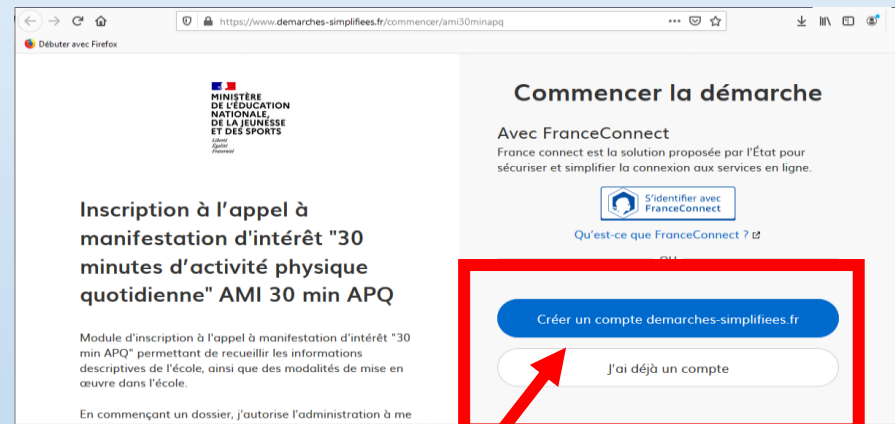 https://www.demarches-simplifiees.fr/commencer/ami30minapq
Débuter avec Firefox
MINISTÈRE
DE L'ÉDUCATION
NATIONALE,
DE LA JEUNESSE
ET DES SPORTS
Liberté
Égalité
Fraternité
Inscription à l'appel à
manifestation d'intérêt "30
minutes d'activité physique
quotidienne" AMI 30 min APQ
Module d'inscription à l'appel à manifestation d'intérêt "30
min APQ" permettant de recueillir les informations
descriptives de l'école, ainsi que des modalités de mise en
œuvre dans l'école.
En commençant un dossier, j'autorise l'administration à me
Commencer la démarche
Avec FranceConnect
France connect est la solution proposée par l'État pour
sécuriser et simplifier la connexion aux services en ligne.
S'identifier avec
FranceConnect
Qu'est-ce que FranceConnect ?
Créer un compte demarches-simplifiees.fr
J'ai déjà un compte